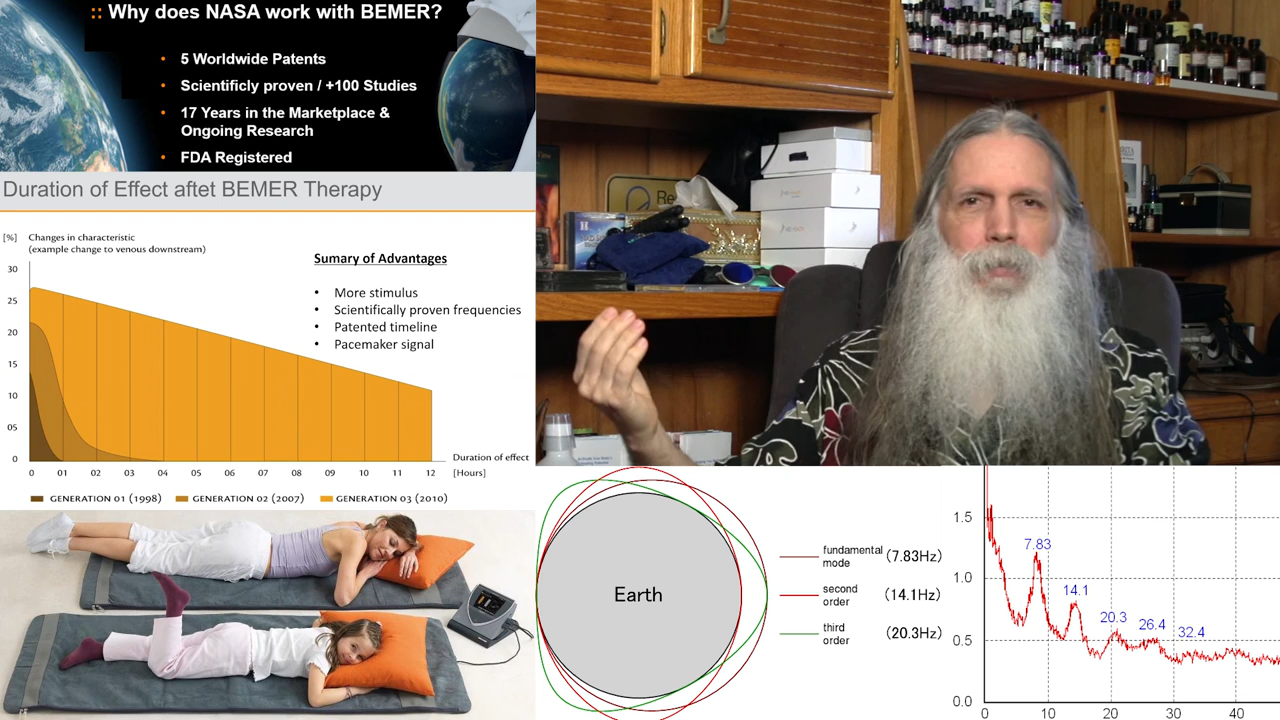 :: Why does NASA work with BEMER?
• 5 Worldwide Patents
• Scientificly proven / +100 Studies
• 17 Years in the Marketplace &
Ongoing Research
• FDA Registered
Duration of Effect aftet BEMER Therapy
[%] Changes in characteristic
(example change to venous downstream)
Sumary of Advantages
• More stimulus
• Scientifically proven frequencies
• Patented timeline
• Pacemaker signal
30
25
20
15
10
05
0
0 01 02 03 04 05 06 07 08 09 10 11 12
Duration of effect
[Hours]
GENERATION 01 (1998) GENERATION 02 (2007) GENERATION 03 (2010)
Re
Earth
fundamental
mode (7.83Hz)
second
order (14.1Hz)
third
order (20.3Hz)
1.5
1.0
0.5
0.0
7.83
14.1
20.3
26.4
32.4
0 10 20 30 40